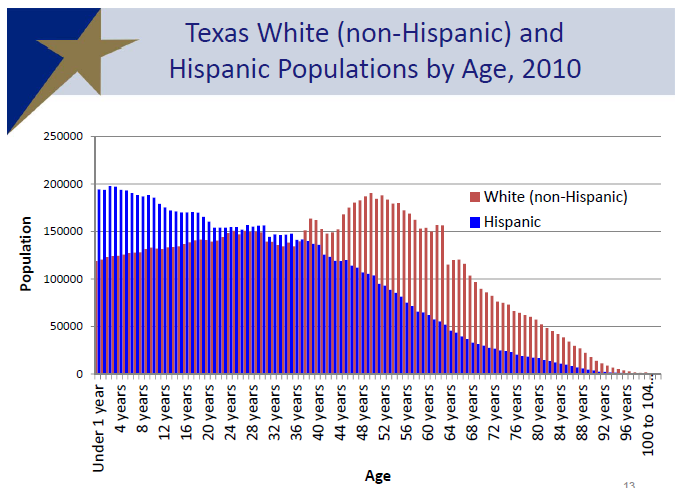 Texas White (non-Hispanic) and
Hispanic Populations by Age, 2010
250000
200000
150000
100000
50000
0
Population
White (non-Hispanic)
Hispanic
Under 1 year
4 years
8 years
12 years
16 years
20 years
24 years
28 years
32 years
36 years
40 years
44 years
48 years
52 years
56 years
60 years
64 years
68 years
72 years
76 years
80 years
84 years
88 years
92 years
96 years
100 to 104...
Age
13